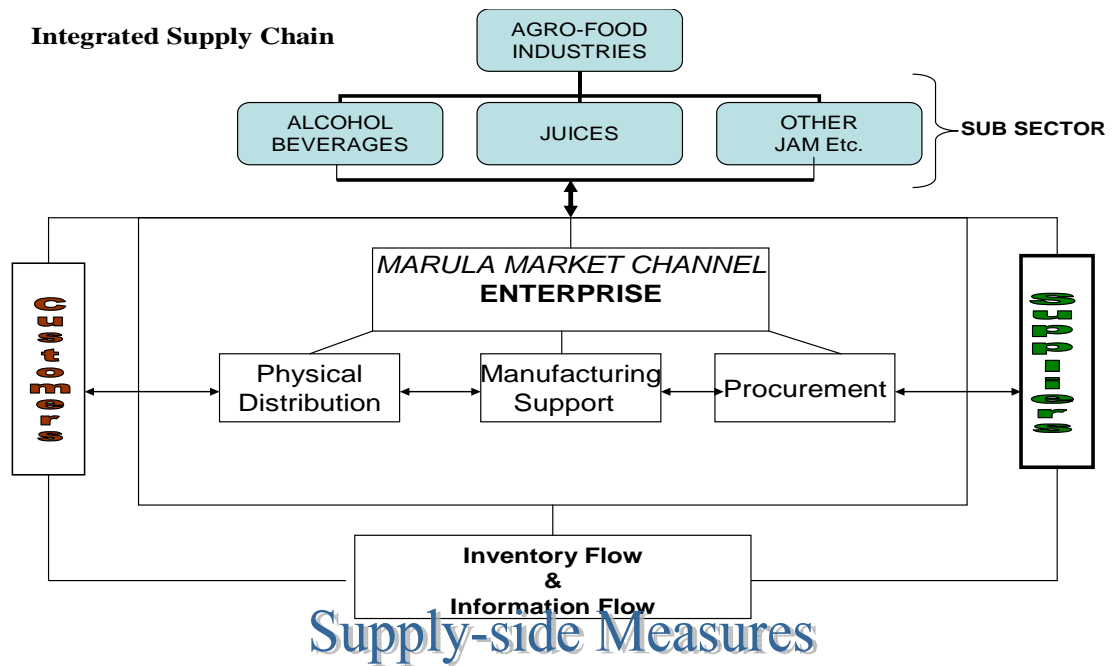 Integrated Supply Chain
AGRO-FOOD
INDUSTRIES
ALCOHOL
BEVERAGES
JUICES
OTHER
JAM Etc.
SUB SECTOR
MARULA MARKET CHANNEL
ENTERPRISE
Customers
Physical
Distribution
Manufacturing
Support
Procurement
Suppliers
Inventory Flow
&
Information Flow
Supply-side Measures